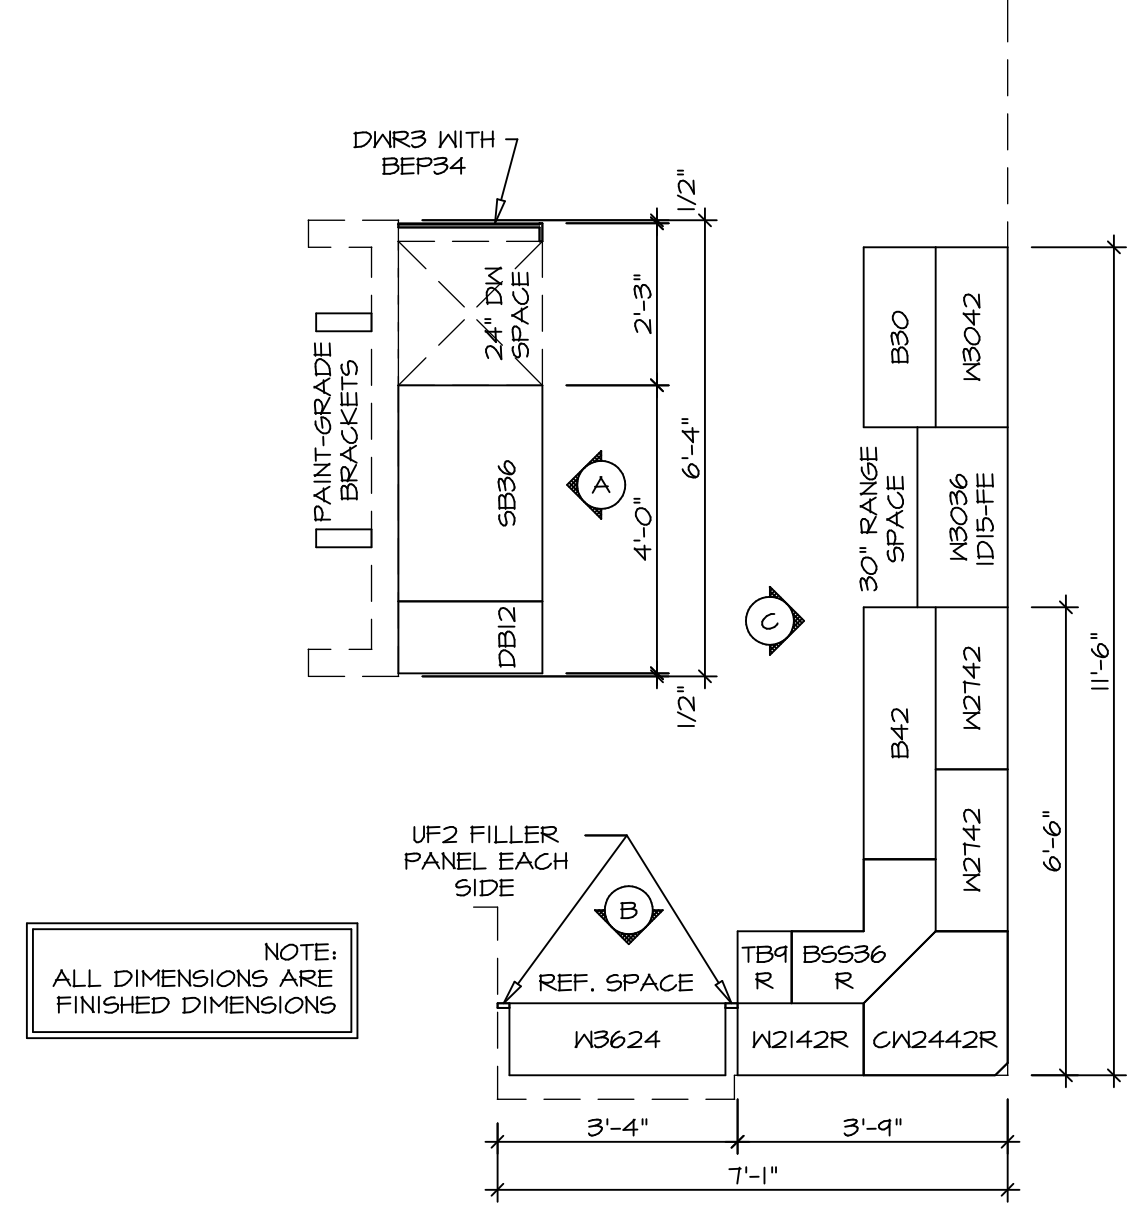 DWR3 WITH
BEP34
1/2"
24" DW
SPACE
2'-3"
PAINT-GRADE
BRACKETS
SB36
A
4'-0"
6'-4"
DB12
1/2"
B30
W3042
30" RANGE
SPACE
W3036
1D15-FE
C
B42
W2742
W2742
11'-6"
6'-6"
UF2 FILLER
PANEL EACH
SIDE
B
REF. SPACE
TB9
R
BSS36
R
W3624
W2142R
CW2442R
NOTE:
ALL DIMENSIONS ARE
FINISHED DIMENSIONS
3'-4"
3'-9"
7'-1"